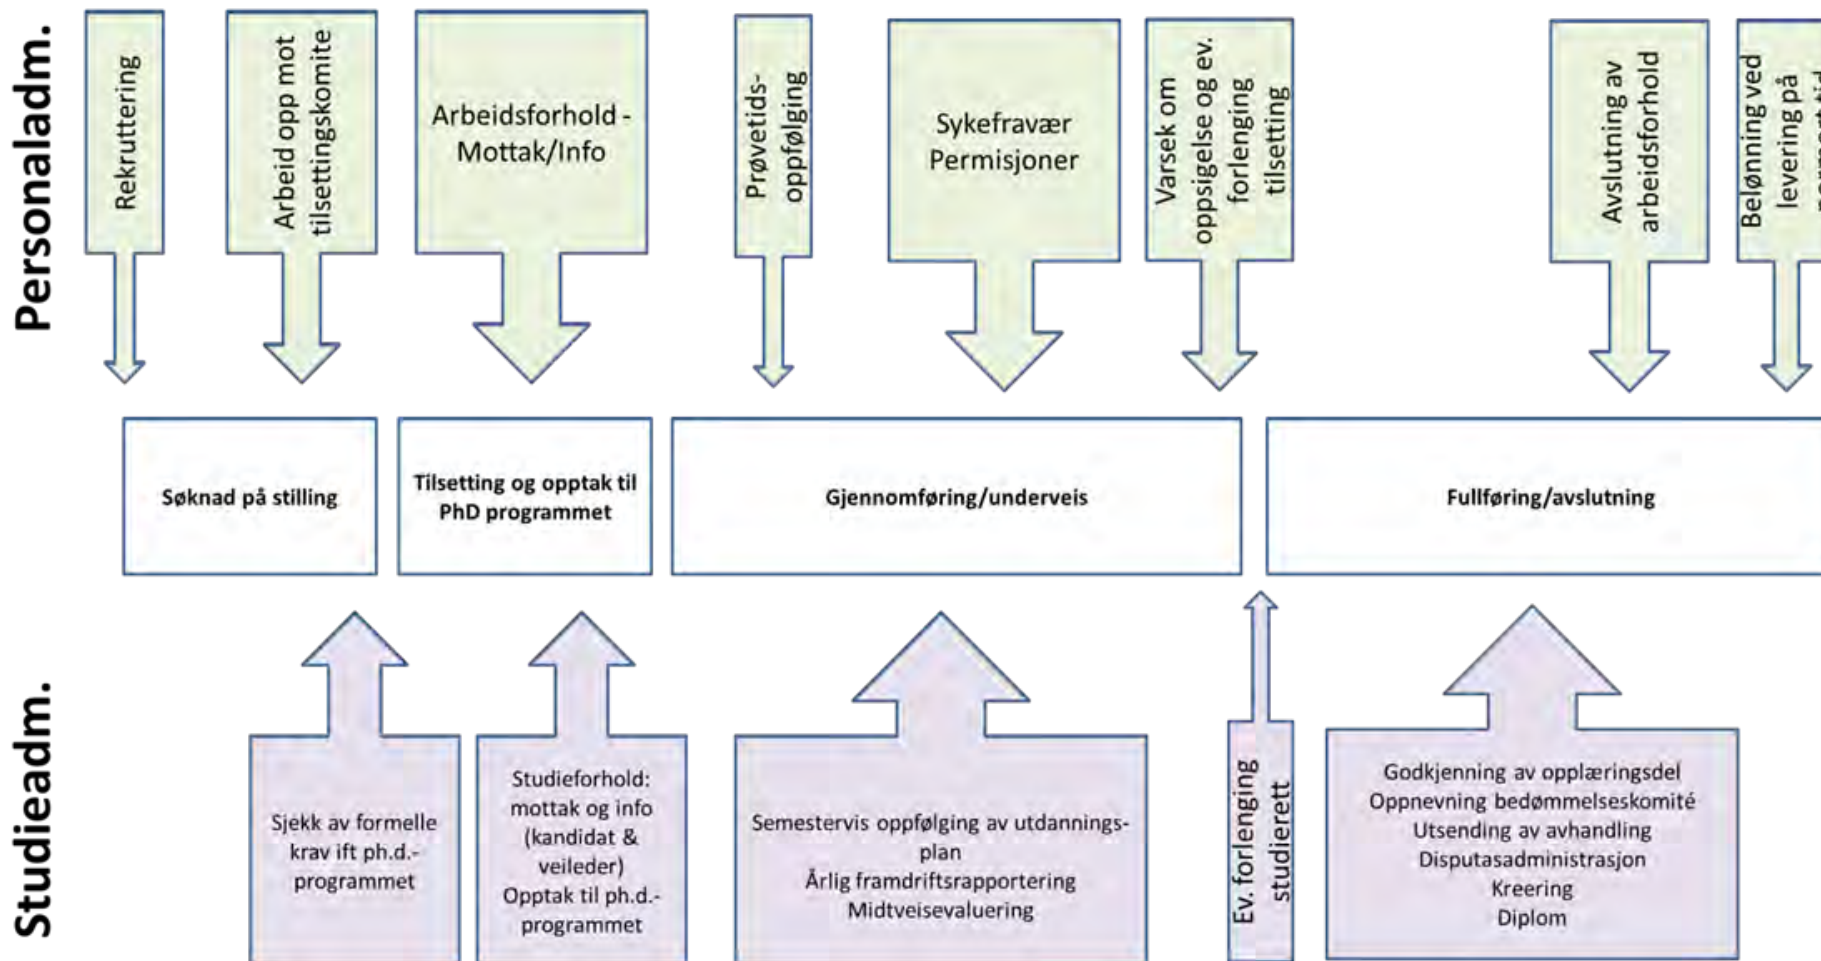 Personaladm.
Rekruttering
Arbeid opp mot
tilsettingskomite
Arbeidsforhold -
Mottak/Info
Prøvetids-
oppfølging
Sykefravær
Permisjoner
Varsek om
oppsigelse og ev.
forlenging
tilsetting
Avslutning av
arbeidsforhold
Belønning ved
levering på
Søknad på stilling
Tilsetting og opptak til
PhD programmet
Gjennomføring/underveis
Fullføring/avslutning
Studieadm.
Sjekk av formelle
krav ift ph.d.-
programmet
Studieforhold:
mottak og info
(kandidat &
veileder)
Opptak til ph.d.-
programmet
Semestervis oppfølging av utdannings-
plan
Årlig framdriftsrapportering
Midtveisevaluering
Ev. forlenging
studierett
Godkjenning av opplæringsdel
Oppnevning bedømmelseskomité
Utsending av avhandling
Disputasadministrasjon
Kreering
Diplom